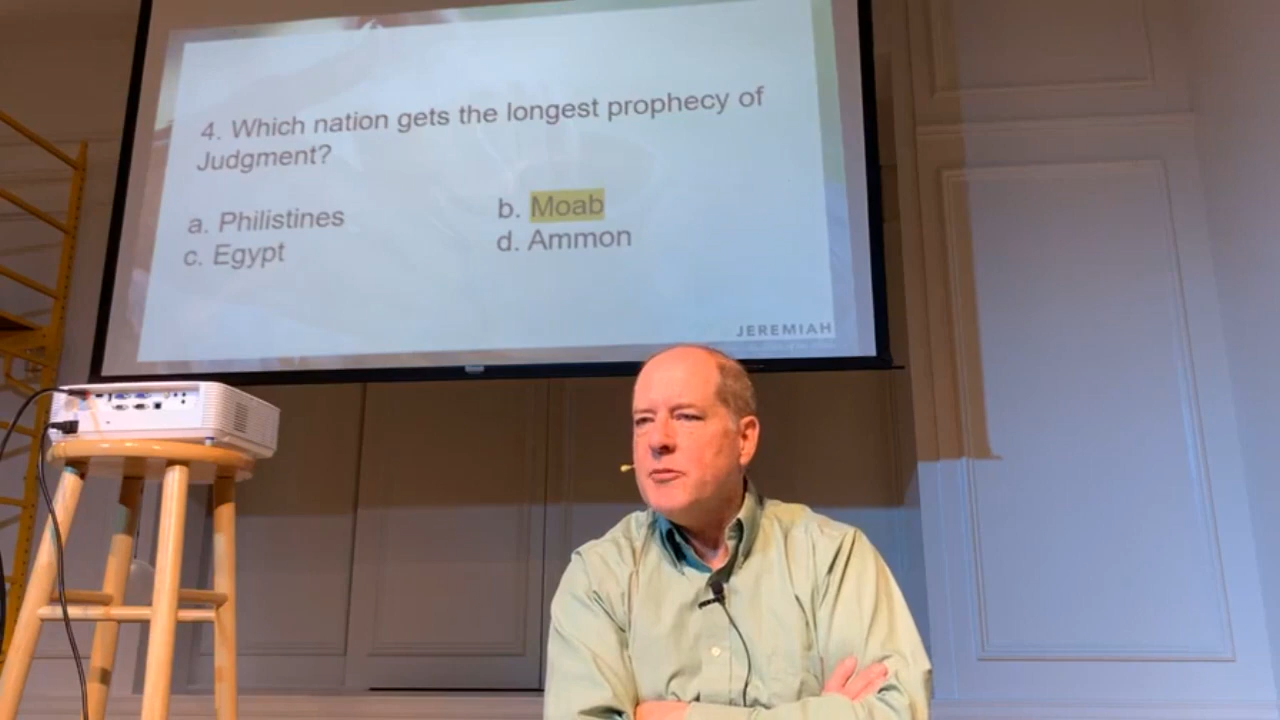 4. Which nation gets the longest prophecy of
Judgment?
a. Philistines
b. Moab
c. Egypt
d. Ammon
JEREMIAH